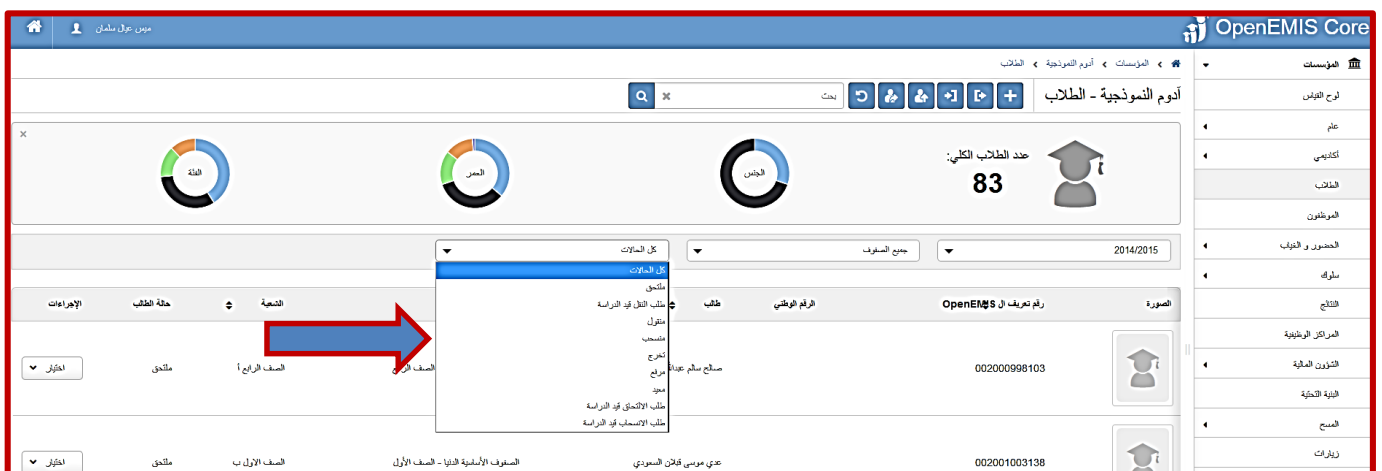 OpenEMIS Core
ميس عيال سلمان
المؤسسات
المؤسسات › أدوم النموذجية › الطلاب
أدوم النموذجية - الطلاب
بحث
لوح القياس
عام
أكاديمي
الطلاب
الموظفون
الحضور و الغياب
سلوك
النتائج
المراكز الوظيفية
الشؤون المالية
البنية التحتية
المسح
زيارات
عدد الطلاب الكلي:
83
الجنس
العمر
الفئة
2014/2015
جميع الصفوف
كل الحالات
كل الحالات
ملتحق
طلب النقل قيد الدراسة
منقول
منسحب
تخرج
مرفع
معيد
طلب الالتحاق قيد الدراسة
طلب الانسحاب قيد الدراسة
الصورة
رقم تعريف ال OpenEMIS
الرقم الوطني
طالب
الشعبة
حالة الطالب
الإجراءات
002000998103
صالح سالم
الصف الرابع أ
ملتحق
اختيار
002001003138
عدي موسى قبلان السعودي
الصفوف الأساسية الدنيا - الصف الأول
الصف الاول ب
ملتحق
اختيار